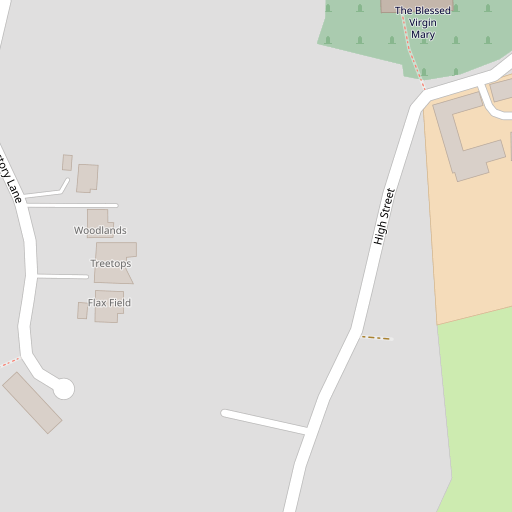 The Blessed
Virgin
Mary
tory Lane
High Street
Woodlands
Treetops
Flax Field